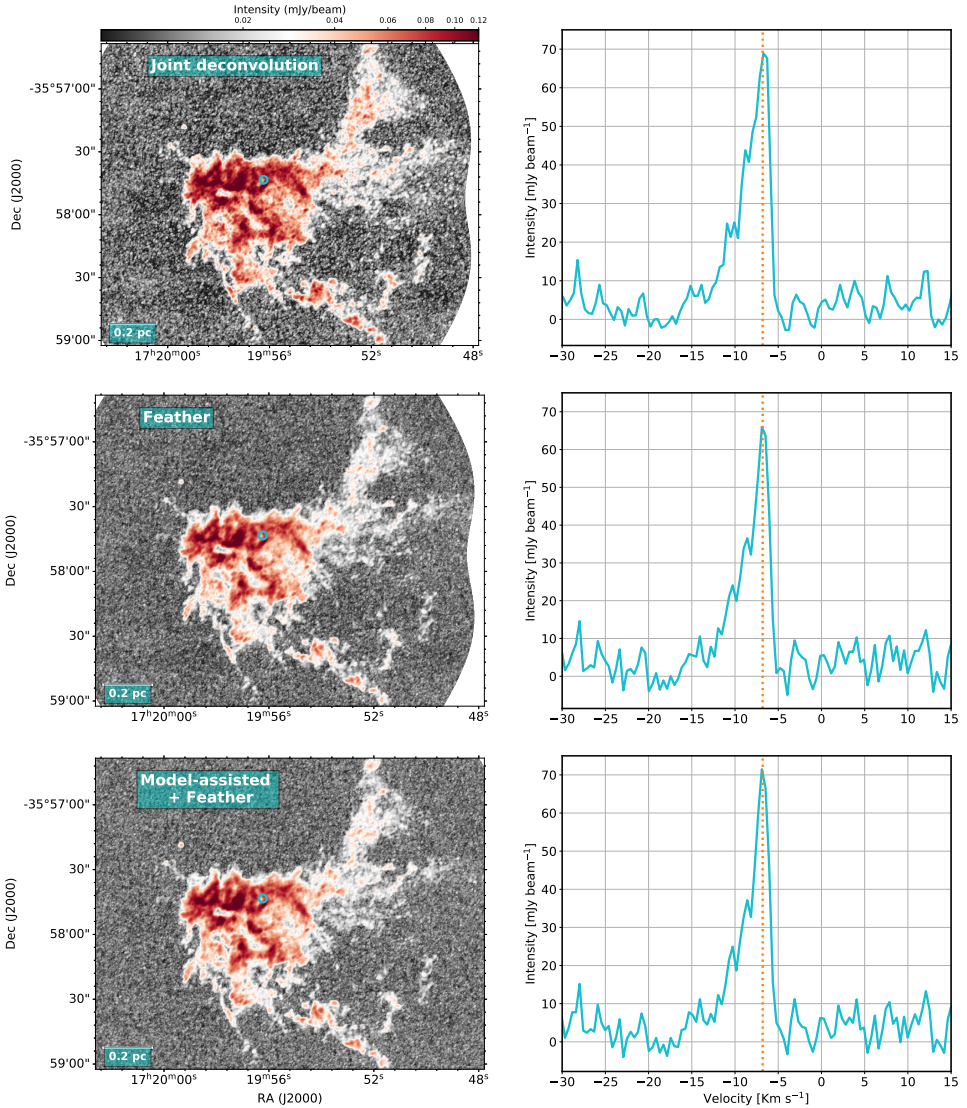 Intensity (mJy/beam)
0.02 0.04 0.06 0.08 0.10 0.12
Joint deconvolution
-35°57'00"
30"
58'00"
30"
59'00"
Dec (J2000)
0.2 pc
17ʰ20ᵐ00ˢ 19ᵐ56ˢ 52ˢ 48ˢ
70
60
50
40
30
20
10
0
Intensity [mJy beam⁻¹]
−30 −25 −20 −15 −10 −5 0 5 10 15
Feather
-35°57'00"
30"
58'00"
30"
59'00"
Dec (J2000)
0.2 pc
17ʰ20ᵐ00ˢ 19ᵐ56ˢ 52ˢ 48ˢ
70
60
50
40
30
20
10
0
Intensity [mJy beam⁻¹]
−30 −25 −20 −15 −10 −5 0 5 10 15
Model-assisted
+ Feather
-35°57'00"
30"
58'00"
30"
59'00"
Dec (J2000)
0.2 pc
17ʰ20ᵐ00ˢ 19ᵐ56ˢ 52ˢ 48ˢ
RA (J2000)
70
60
50
40
30
20
10
0
Intensity [mJy beam⁻¹]
−30 −25 −20 −15 −10 −5 0 5 10 15
Velocity [Km s⁻¹]